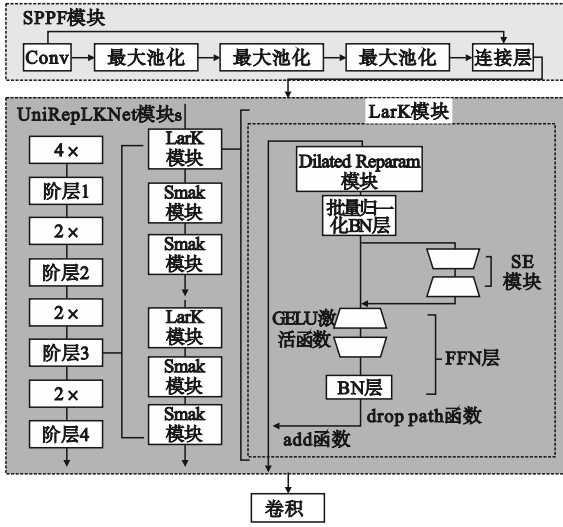 SPPF模块
Conv
最大池化
最大池化
最大池化
连接层
UniRepLKNet模块s
4×
阶层1
2×
阶层2
2×
阶层3
2×
阶层4
LarK
模块
Smak
模块
Smak
模块
LarK
模块
Smak
模块
Smak
模块
LarK模块
Dilated Reparam
模块
批量归一
化BN层
SE
模块
GELU激
活函数
FFN层
BN层
drop path函数
add函数
卷积